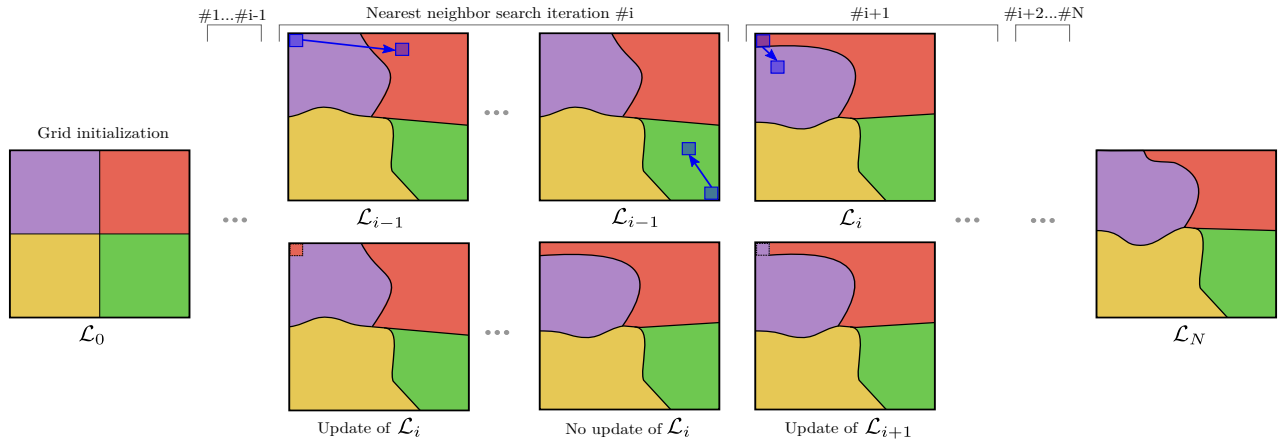 #1...#i-1
Nearest neighbor search iteration #i
#i+1
#i+2...#N
Grid initialization
ℒ₀
...
ℒᵢ₋₁
...
ℒᵢ₋₁
ℒᵢ
...
...
ℒ_N
...
Update of ℒᵢ
No update of ℒᵢ
Update of ℒᵢ₊₁